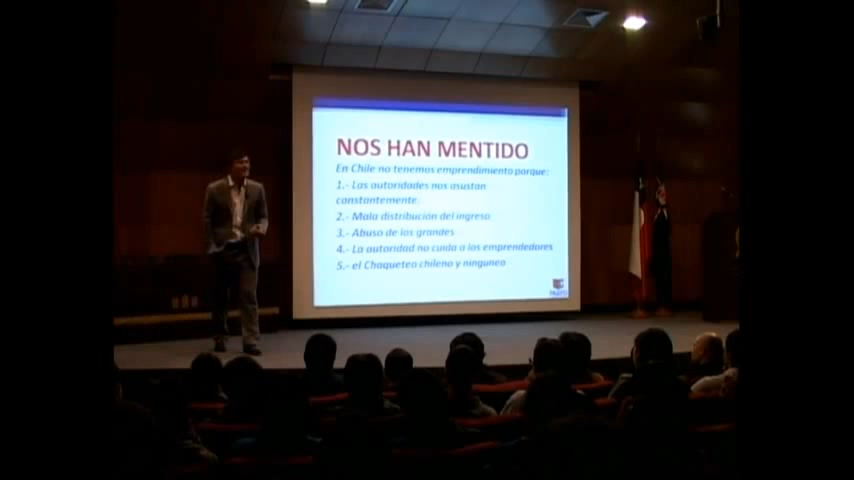 NOS HAN MENTIDO
En Chile no tenemos emprendimiento porque:
1.- Las autoridades nos asustan
constantemente.
2.- Mala distribución del ingreso
3.- Abuso de los grandes
4.- La autoridad no cuida a los emprendedores
5.- el Chaqueteo chileno y ninguneo